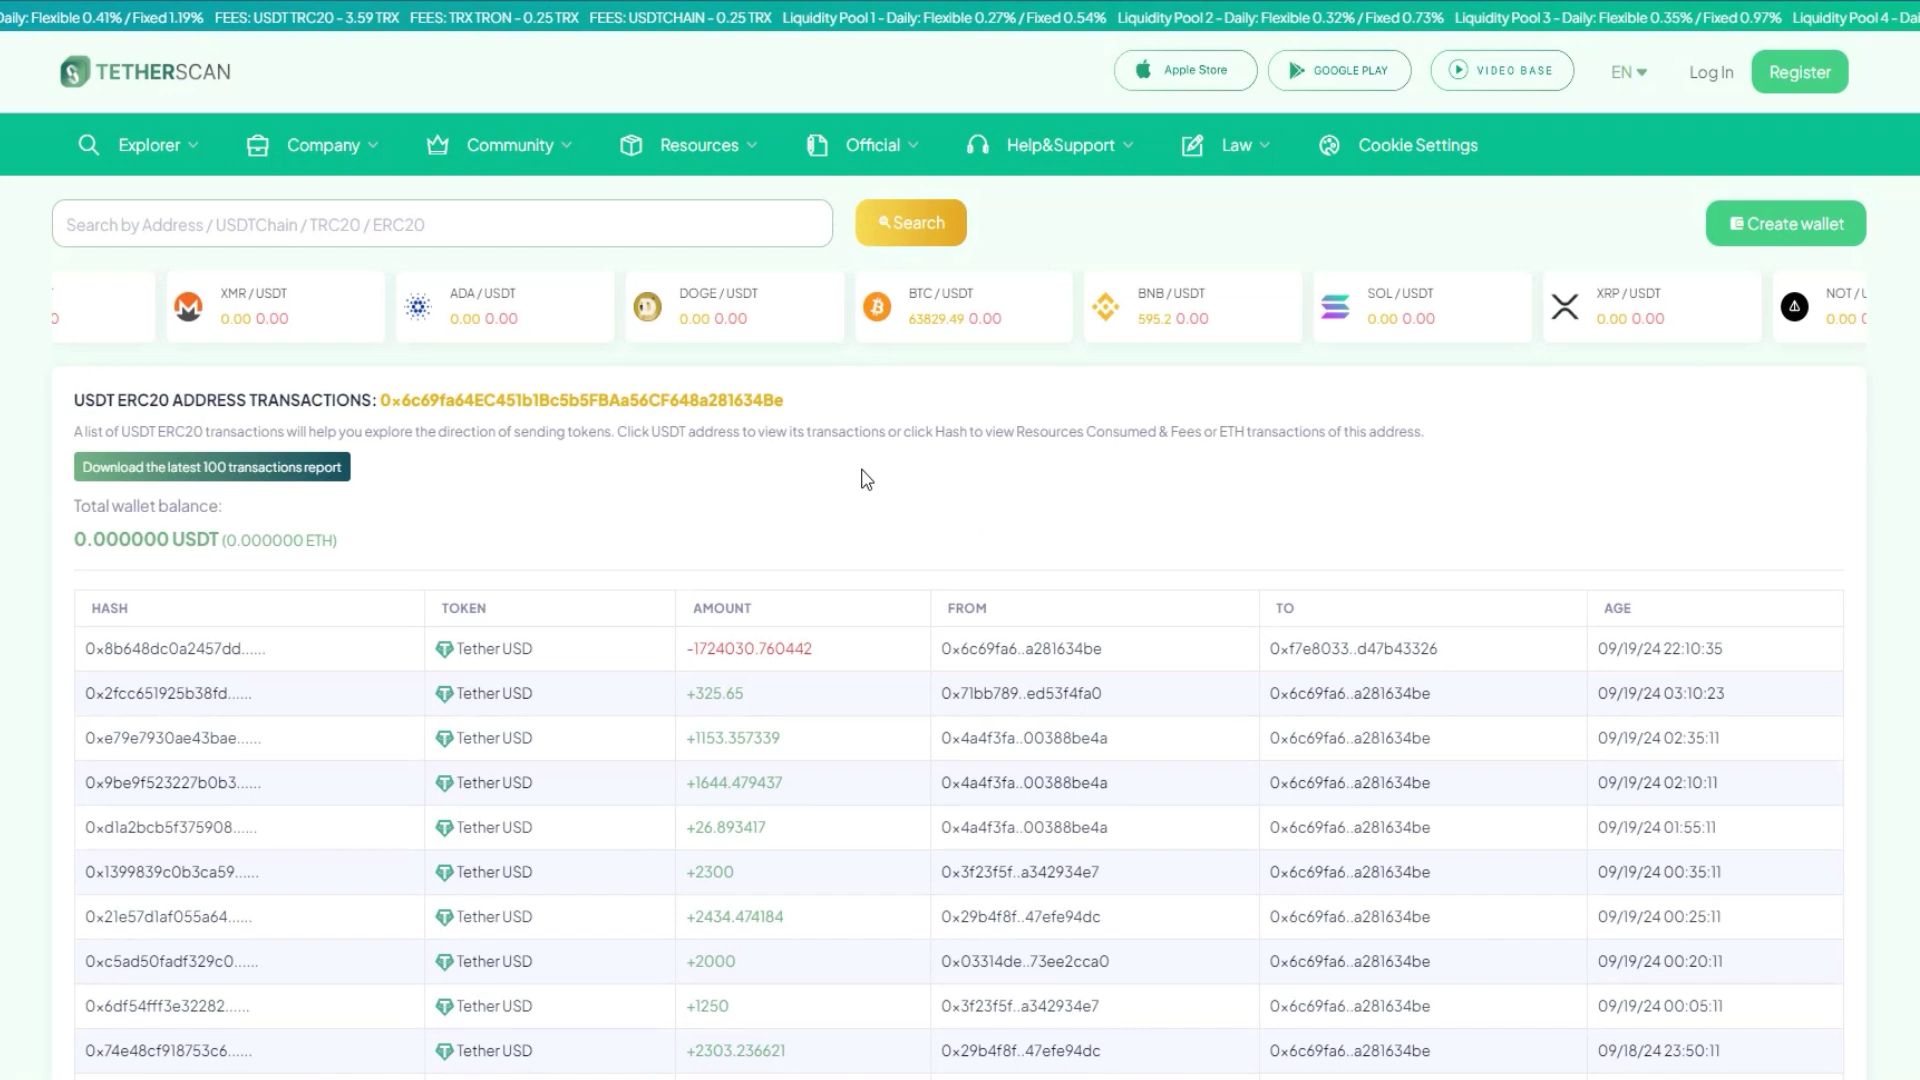 Daily: Flexible 0.41% / Fixed 1.19% FEES: USDT TRC20 - 3.59 TRX FEES: TRX TRON - 0.25 TRX FEES: USDTCHAIN - 0.25 TRX Liquidity Pool 1 - Daily: Flexible 0.27% / Fixed 0.54% Liquidity Pool 2 - Daily: Flexible 0.32% / Fixed 0.73% Liquidity Pool 3 - Daily: Flexible 0.35% / Fixed 0.97% Liquidity Pool 4 - Dai
TETHERSCAN Apple Store GOOGLE PLAY VIDEO BASE EN Log In Register
Explorer Company Community Resources Official Help&Support Law Cookie Settings
Search by Address / USDTChain / TRC20 / ERC20 Search Create wallet
XMR / USDT ADA / USDT DOGE / USDT BTC / USDT BNB / USDT SOL / USDT XRP / USDT NOT / U
0 0.00 0.00 0.00 0.00 0.00 0.00 63829.49 0.00 595.2 0.00 0.00 0.00 0.00 0.00 0.00
USDT ERC20 ADDRESS TRANSACTIONS: 0x6c69fa64EC451b1Bc5b5FBAa56CF648a281634Be
A list of USDT ERC20 transactions will help you explore the direction of sending tokens. Click USDT address to view its transactions or click Hash to view Resources Consumed & Fees or ETH transactions of this address.
Download the latest 100 transactions report
Total wallet balance:
0.000000 USDT (0.000000 ETH)
HASH TOKEN AMOUNT FROM TO AGE
0x8b648dc0a2457dd...... Tether USD -1724030.760442 0x6c69fa6..a281634be 0xf7e8033..d47b43326 09/19/24 22:10:35
0x2fcc651925b38fd...... Tether USD +325.65 0x71bb789..ed53f4fa0 0x6c69fa6..a281634be 09/19/24 03:10:23
0xe79e7930ae43bae...... Tether USD +1153.357339 0x4a4f3fa..00388be4a 0x6c69fa6..a281634be 09/19/24 02:35:11
0x9be9f523227b0b3...... Tether USD +1644.479437 0x4a4f3fa..00388be4a 0x6c69fa6..a281634be 09/19/24 02:10:11
0xd1a2bcb5f375908...... Tether USD +26.893417 0x4a4f3fa..00388be4a 0x6c69fa6..a281634be 09/19/24 01:55:11
0x1399839c0b3ca59...... Tether USD +2300 0x3f23f5f..a342934e7 0x6c69fa6..a281634be 09/19/24 00:35:11
0x21e57d1af055a64...... Tether USD +2434.474184 0x29b4f8f..47efe94dc 0x6c69fa6..a281634be 09/19/24 00:25:11
0xc5ad50fadf329c0...... Tether USD +2000 0x03314de..73ee2cca0 0x6c69fa6..a281634be 09/19/24 00:20:11
0x6df54fff3e32282...... Tether USD +1250 0x3f23f5f..a342934e7 0x6c69fa6..a281634be 09/19/24 00:05:11
0x74e48cf918753c6...... Tether USD +2303.236621 0x29b4f8f..47efe94dc 0x6c69fa6..a281634be 09/18/24 23:50:11